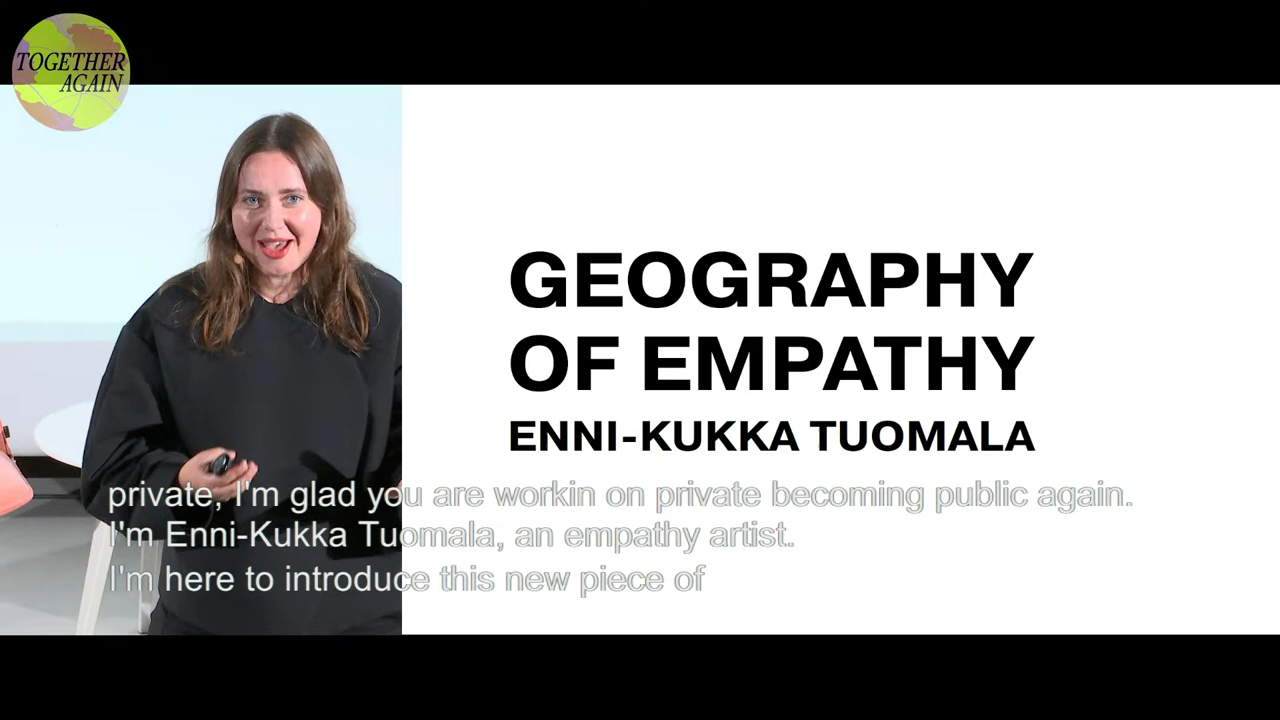 TOGETHER
AGAIN
GEOGRAPHY
OF EMPATHY
ENNI-KUKKA TUOMALA
private, I'm glad you are workin on private becoming public again.
I'm Enni-Kukka Tuomala, an empathy artist.
I'm here to introduce this new piece of